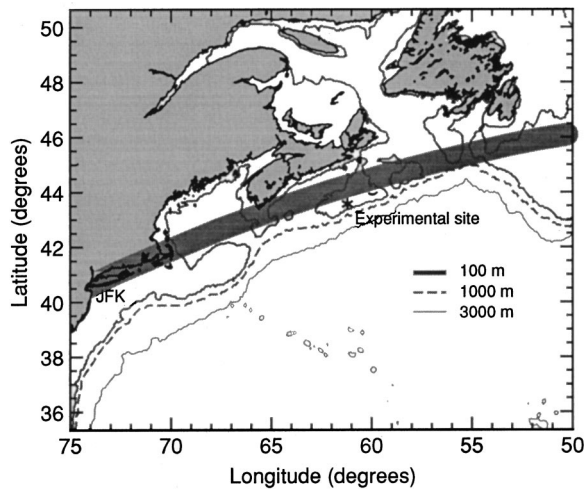 50
48
46
44
42
40
38
36
Latitude (degrees)
Experimental site
JFK
100 m
1000 m
3000 m
75
70
65
60
55
50
Longitude (degrees)